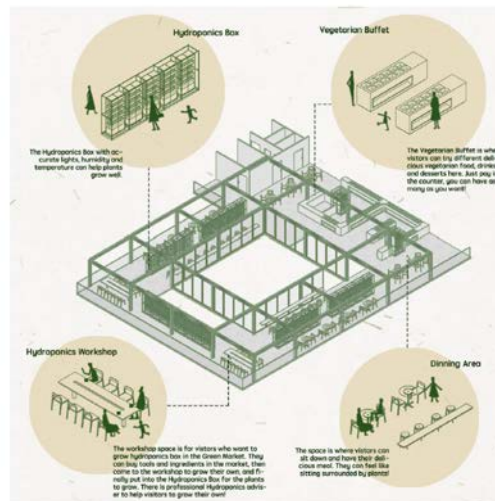 Hydroponics Box
Vegetarian Buffet
The Hydroponics Box with ac-
curate lights, humidity and
temperature can help plants
grow well.
The Vegetarian Buffet is whe
vistors can try different deli-
cious vegetarian food, drinks
and desserts here. Just pay i
the counter, you can have as
many as you want!
Hydroponics Workshop
Dinning Area
The workshop space is for vistors who want to
grow hydroponics box in the Green Market. They
can buy tools and ingredients in the market, then
come to the workshop to grow their own, and fi-
nally put into the Hydroponics Box for the plants
to grow. There is professional Hydroponics advis-
er to help visitors to grow their own!
The space is where vistors can
sit down and have their deli-
cious meal. They can feel like
sitting surrounded by plants!